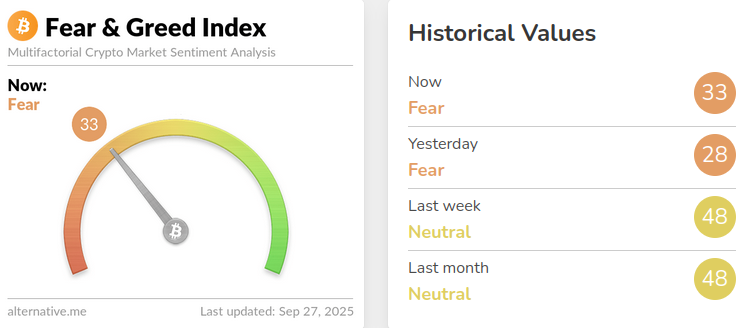 Fear & Greed Index
Multifactorial Crypto Market Sentiment Analysis
Now:
Fear
33
alternative.me
Last updated: Sep 27, 2025
Historical Values
Now
Fear
33
Yesterday
Fear
28
Last week
Neutral
48
Last month
Neutral
48